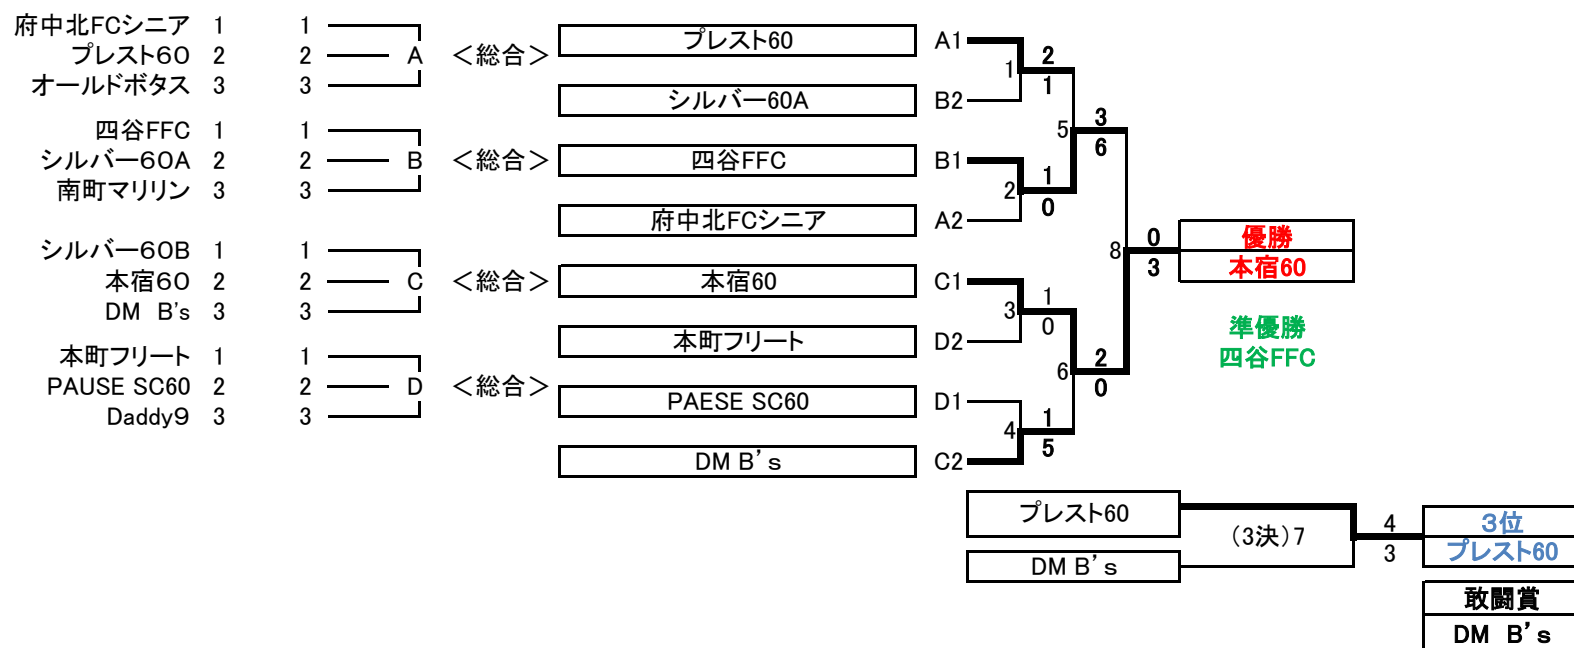 府中北FCシニア 1 1
プレスト60 2 2 A <総合> プレスト60 A1
オールドボタス 3 3
1 2
1
シルバー60A B2
四谷FFC 1 1
シルバー60A 2 2 B <総合> 四谷FFC B1
南町マリリン 3 3
5 3
6
2 1
0
府中北FCシニア A2
シルバー60B 1 1
本宿60 2 2 C <総合> 本宿60 C1
DM B's 3 3
8 0
3
優勝
本宿60
3 1
0
本町フリート D2
準優勝
四谷FFC
本町フリート 1 1
PAUSE SC60 2 2 D <総合> PAESE SC60 D1
Daddy9 3 3
6 2
0
4 1
5
DM B’s C2
プレスト60
(3決)7
DM B’s
4
3
3位
プレスト60
敢闘賞
DM B’s